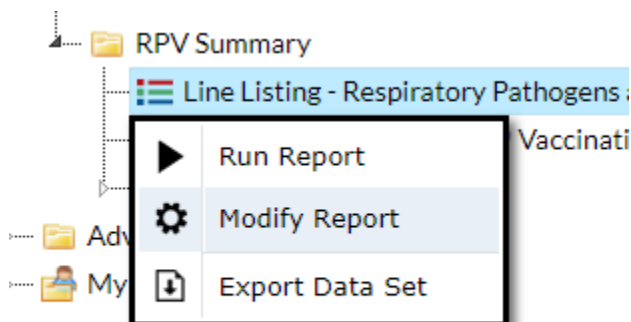 RPV Summary
Line Listing - Respiratory Pathogens
Run Report
Vaccinati
Modify Report
Adv
My
Export Data Set